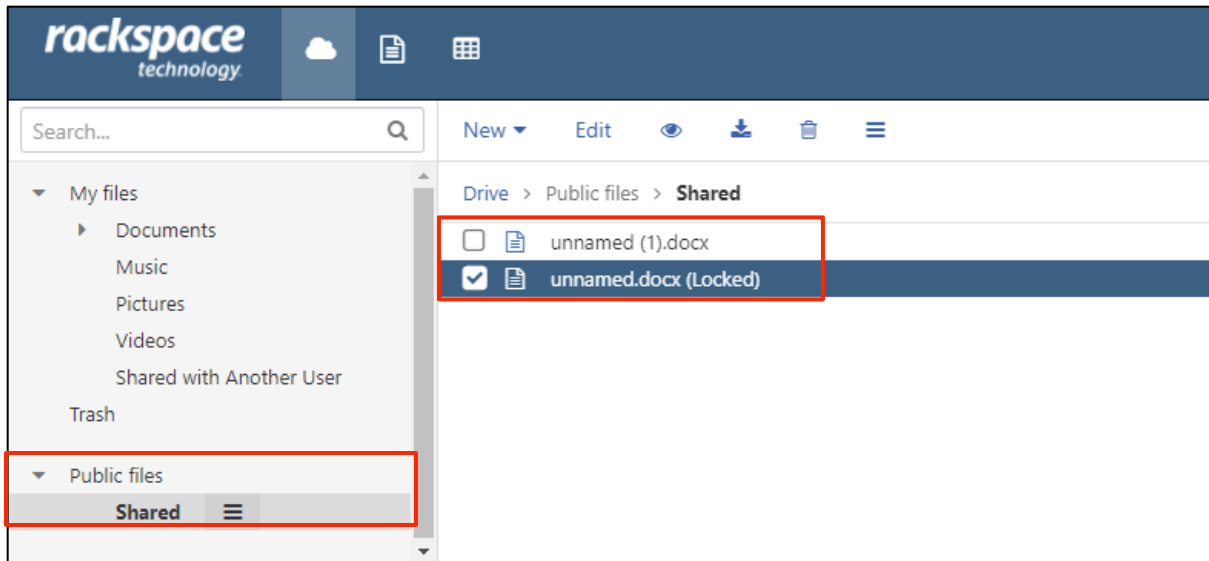 rackspace
technology.
Search...
New Edit
My files
Documents
Music
Pictures
Videos
Shared with Another User
Trash
Public files
Shared
Drive > Public files > Shared
unnamed (1).docx
unnamed.docx (Locked)